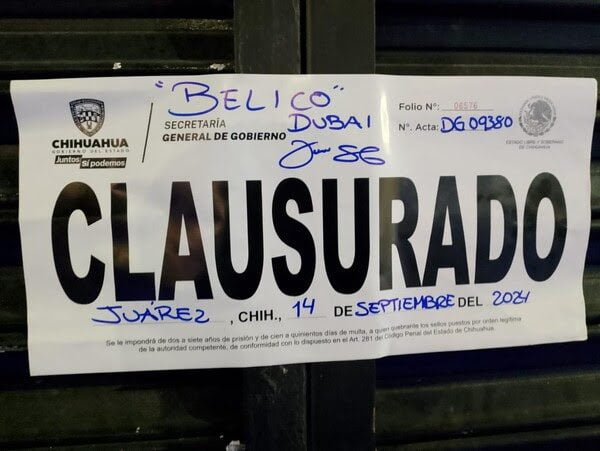 "BELICO"
DUBAI
CHIHUAHUA
GOBIERNO DEL ESTADO
Juntos Sí podemos
SECRETARÍA
GENERAL DE GOBIERNO
Folio N°: 08576
N°. Acta: DG 09380
ESTADO LIBRE Y SOBERANO
DE CHIHUAHUA
CLAUSURADO
JUÁREZ, CHIH., 14 DE SEPTIEMBRE DEL 2024
Se le impondrá de dos a siete años de prisión y de cien a quinientos días de multa, a quien quebrante los sellos puestos por orden legítima
de la autoridad competente, de conformidad con lo dispuesto en el Art. 281 del Código Penal del Estado de Chihuahua.